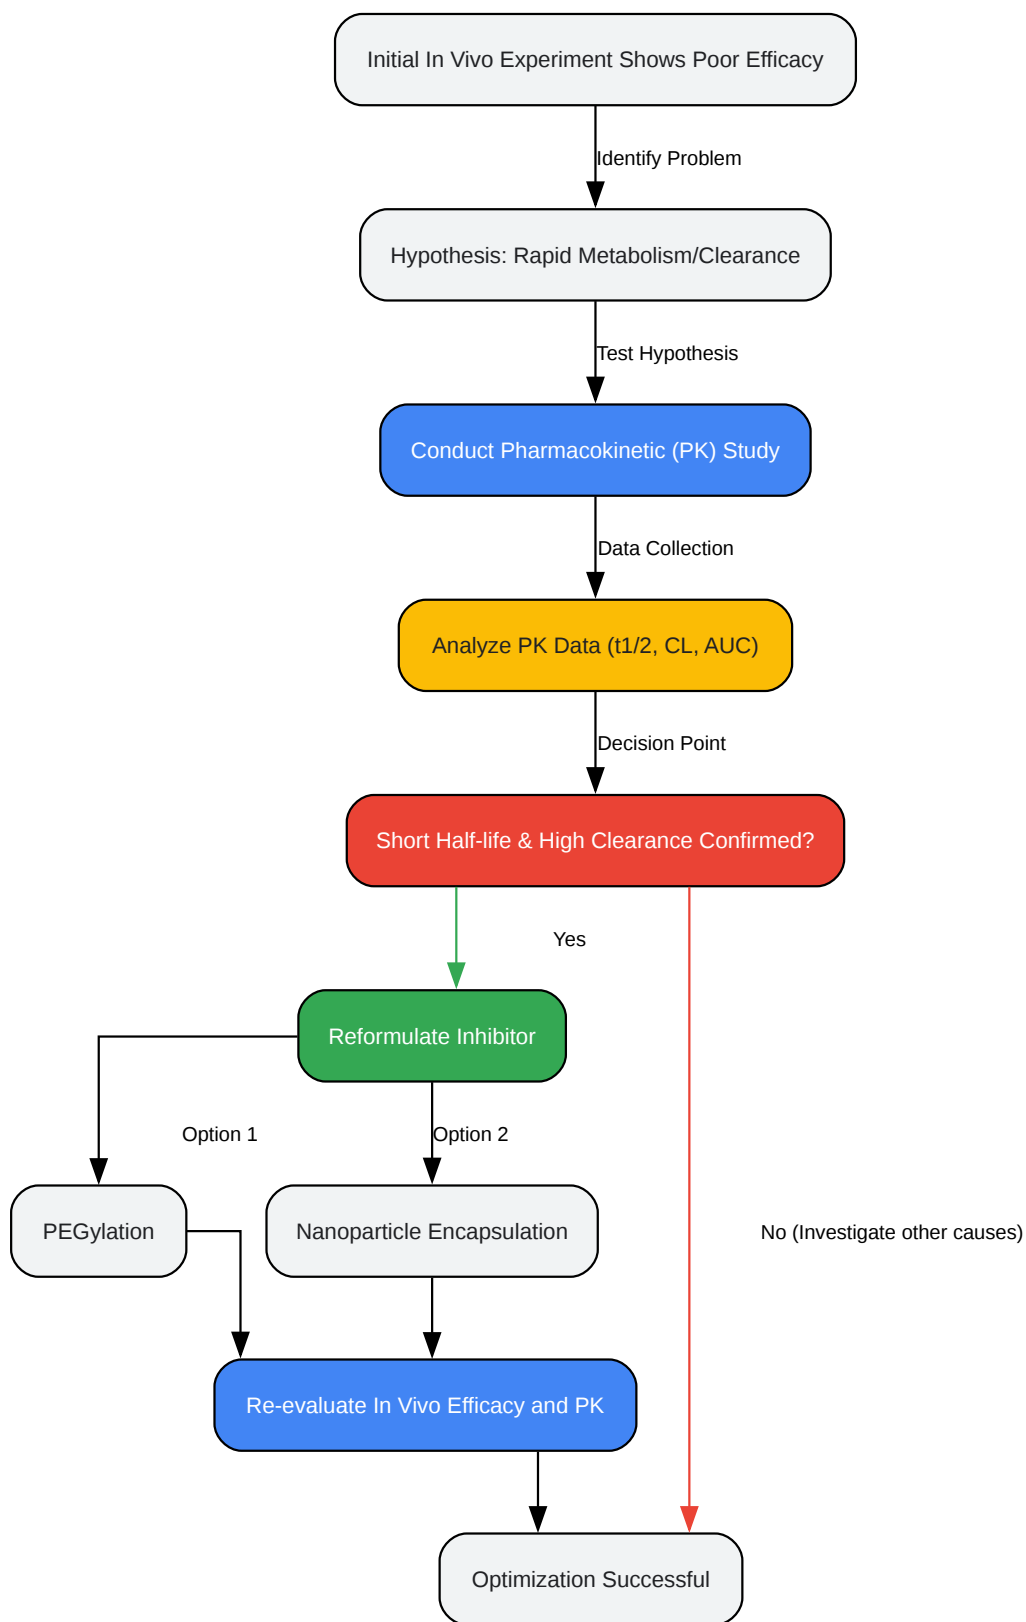 Initial In Vivo Experiment Shows Poor Efficacy
Identify Problem
Hypothesis: Rapid Metabolism/Clearance
Test Hypothesis
Conduct Pharmacokinetic (PK) Study
Data Collection
Analyze PK Data (t1/2, CL, AUC)
Decision Point
Short Half-life & High Clearance Confirmed?
Yes
Reformulate Inhibitor
Option 1
Option 2
PEGylation
Nanoparticle Encapsulation
No (Investigate other causes)
Re-evaluate In Vivo Efficacy and PK
Optimization Successful